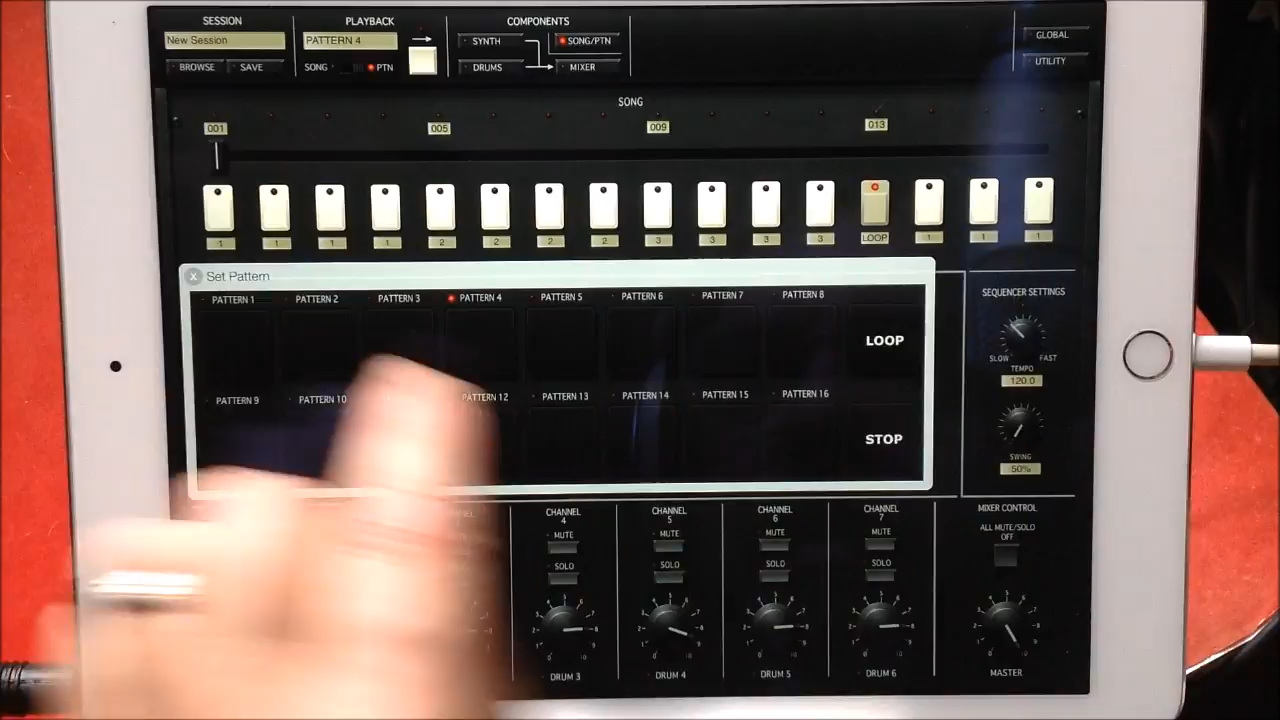 SESSION PLAYBACK COMPONENTS
New Session PATTERN 4 SYNTH SONG/PTN GLOBAL
BROWSE SAVE SONG PTN DRUMS MIXER UTILITY
SONG
001 005 009 013
1 1 1 1 2 2 2 2 3 3 3 3 LOOP 1 1 1
X Set Pattern
PATTERN 1 PATTERN 2 PATTERN 3 PATTERN 4 PATTERN 5 PATTERN 6 PATTERN 7 PATTERN 8
LOOP
PATTERN 9 PATTERN 10 PATTERN 12 PATTERN 13 PATTERN 14 PATTERN 15 PATTERN 16
STOP
SEQUENCER SETTINGS
SLOW FAST
TEMPO
120.0
SWING
50%
CHANNEL 4 CHANNEL 5 CHANNEL 6 CHANNEL 7 MIXER CONTROL
MUTE MUTE MUTE MUTE ALL MUTE/SOLO OFF
SOLO SOLO SOLO SOLO
DRUM 3 DRUM 4 DRUM 5 DRUM 6 MASTER